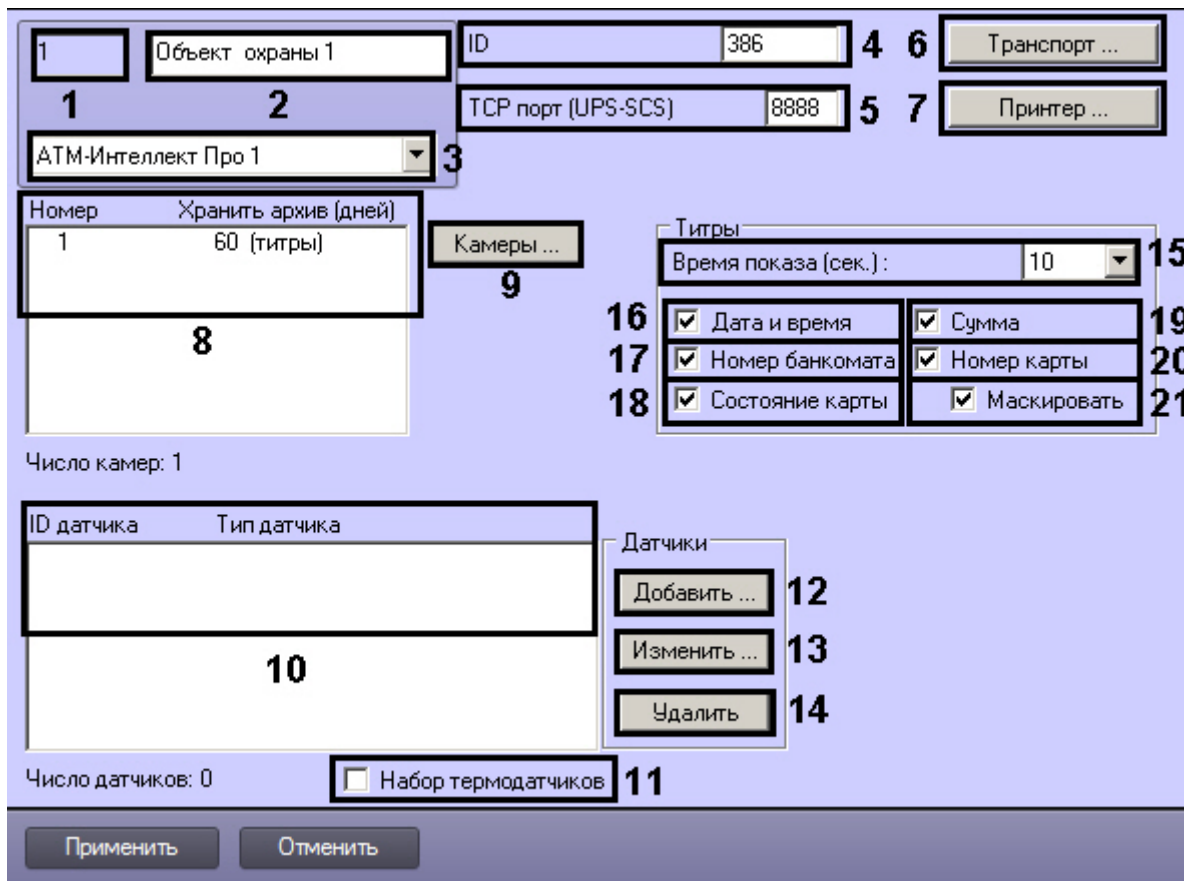 1 Объект охраны 1 ID 386 4 6 Транспорт ...
1 2 TCP порт (UPS-SCS) 8888 5 7 Принтер ...
АТМ-Интеллект Про 1 3
Номер Хранить архив (дней)
1 60 (титры)
8
Камеры ...
9
Титры
Время показа (сек.) : 10 15
16 Дата и время Сумма 19
17 Номер банкомата Номер карты 20
18 Состояние карты Маскировать 21
Число камер: 1
ID датчика Тип датчика
10
Датчики
Добавить ... 12
Изменить ... 13
Удалить 14
Число датчиков: 0 Набор термодатчиков 11
Применить Отменить